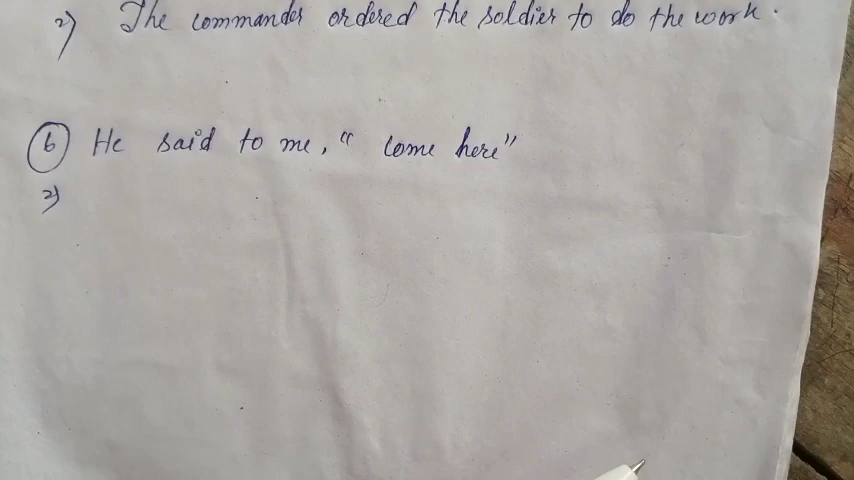 2) The commander ordered the soldier to do the work.
6 He said to me, " come here"
2)